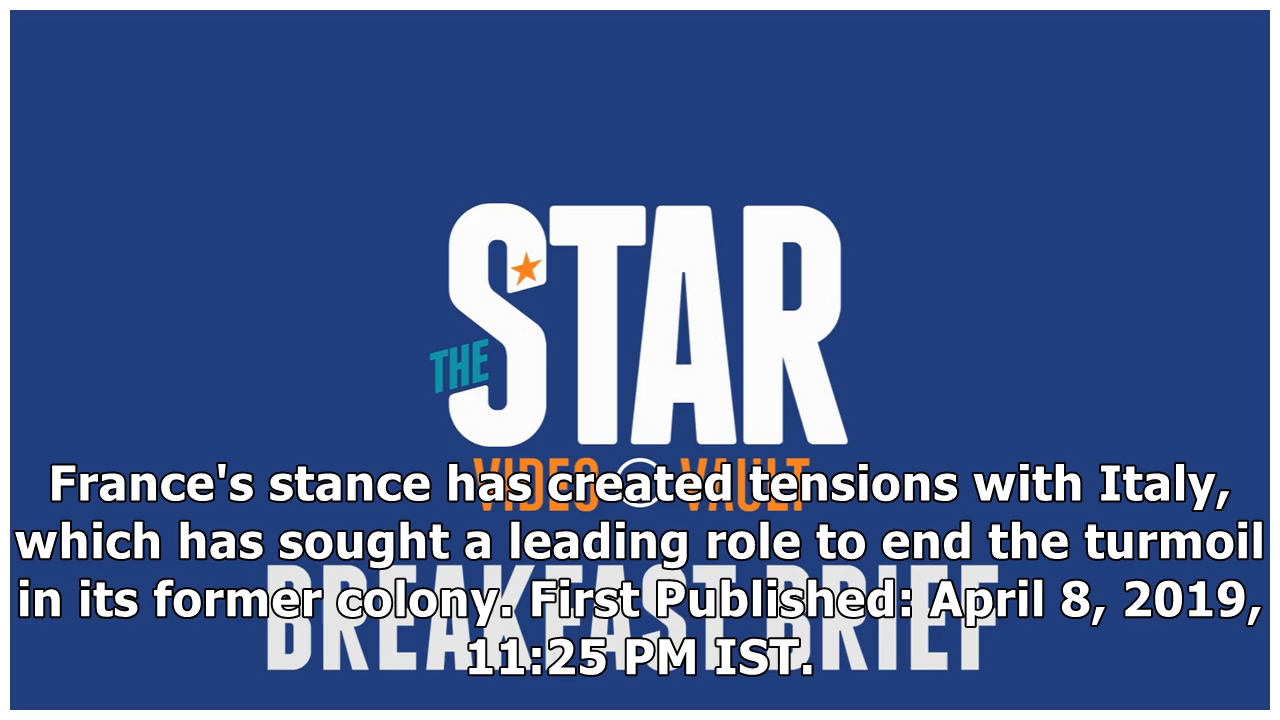 THE
STAR
VIDEO VAULT
France's stance has created tensions with Italy,
which has sought a leading role to end the turmoil
BREAKFAST BRIEF
in its former colony. First Published: April 8, 2019,
11:25 PM IST.